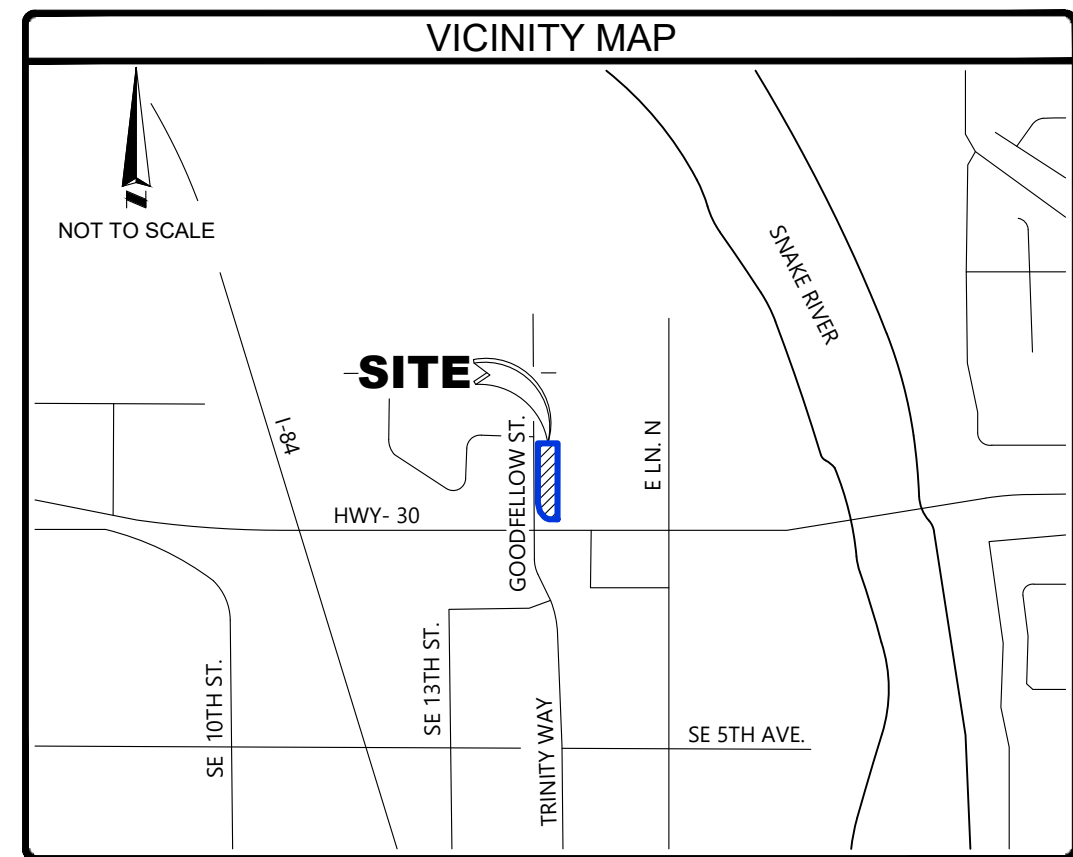 VICINITY MAP
NOT TO SCALE
SNAKE RIVER
SITE
I-84
GOODFELLOW ST.
E LN. N
HWY- 30
SE 10TH ST.
SE 13TH ST.
TRINITY WAY
SE 5TH AVE.